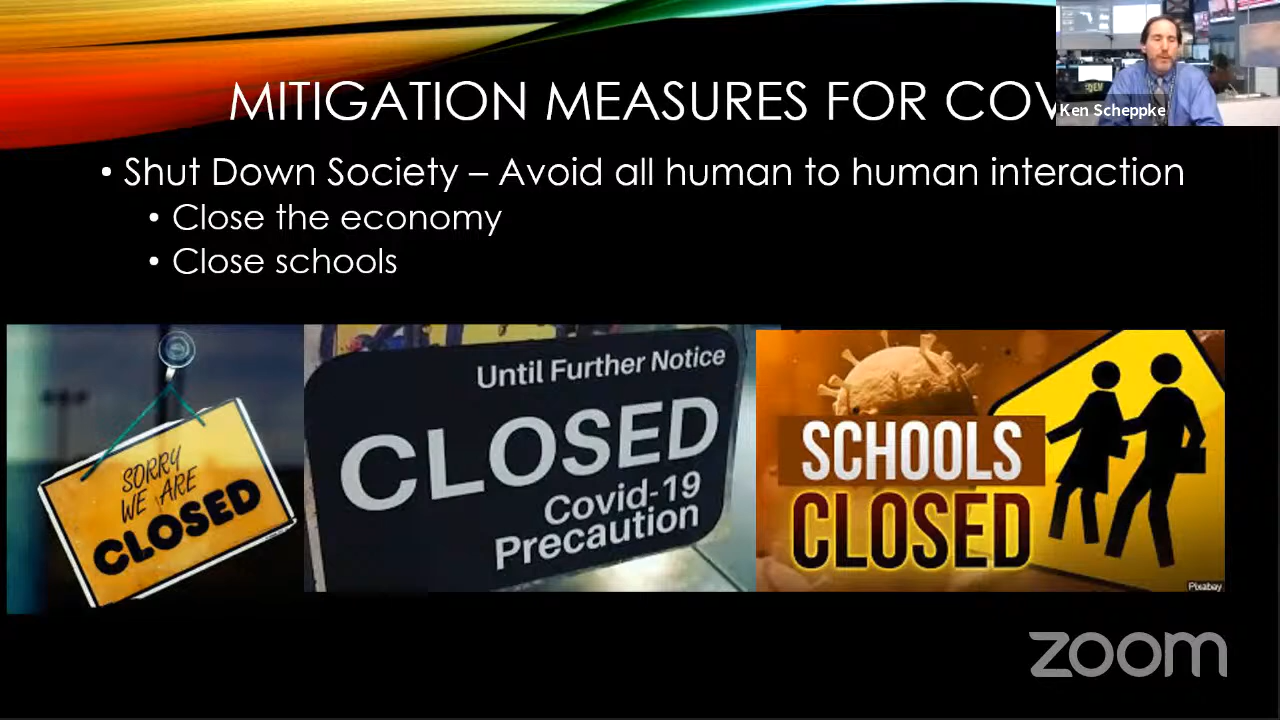 MITIGATION MEASURES FOR COV
Ken Scheppke
• Shut Down Society – Avoid all human to human interaction
• Close the economy
• Close schools
SORRY
WE ARE
CLOSED
Until Further Notice
CLOSED
Covid-19
Precaution
SCHOOLS
CLOSED
Pixabay
zoom